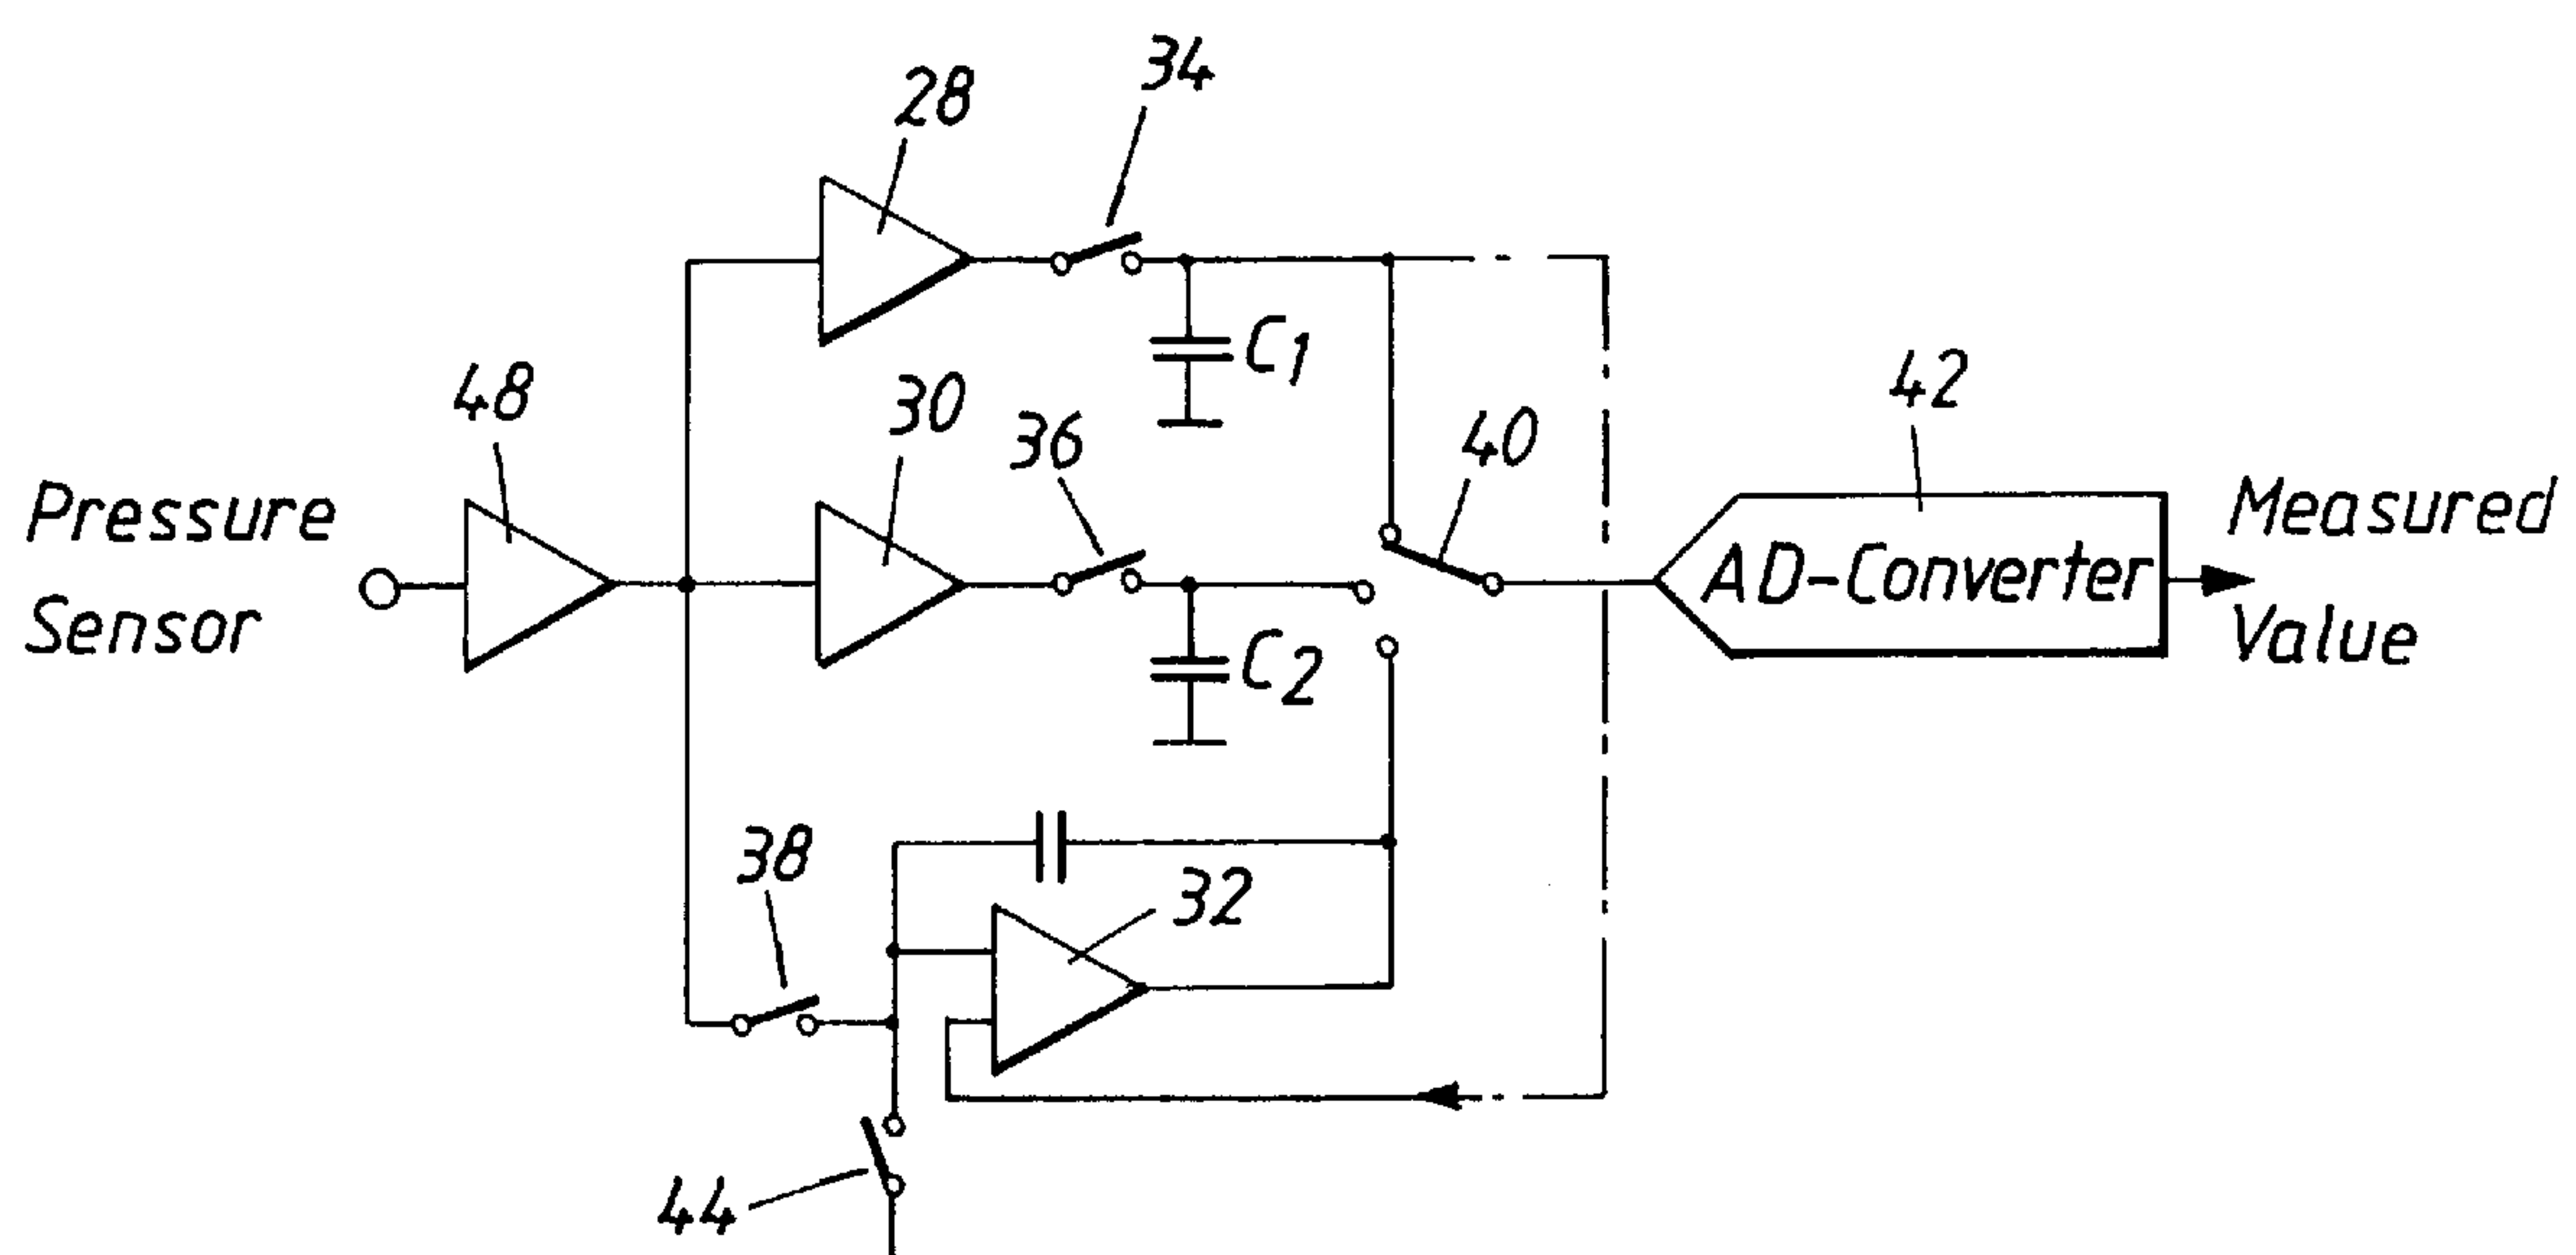 34
28
C1
48
30
36
40
42
Pressure
Sensor
AD-Converter
Measured
Value
C2
38
32
44